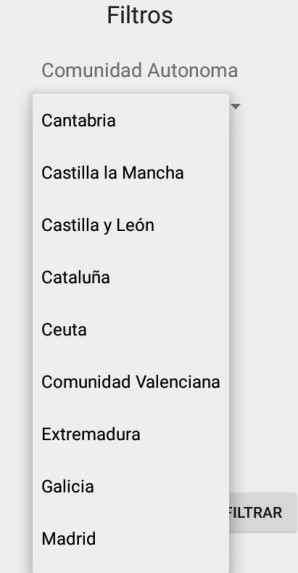 Filtros
Comunidad Autonoma
Cantabria
Castilla la Mancha
Castilla y León
Cataluña
Ceuta
Comunidad Valenciana
Extremadura
Galicia
FILTRAR
Madrid